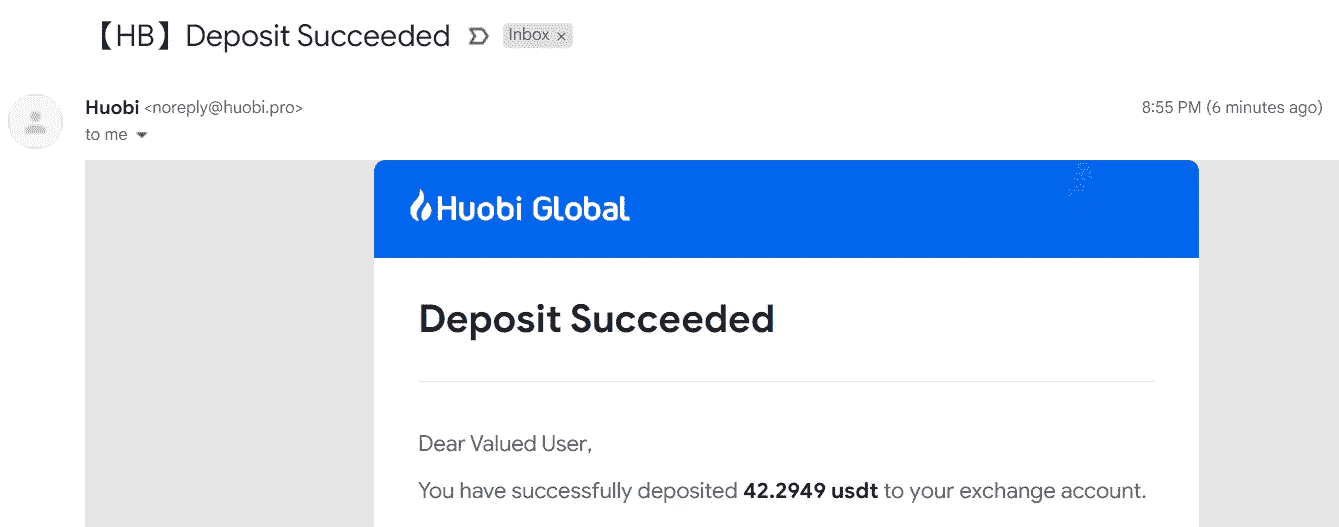 【HB】Deposit Succeeded Inbox ×
Huobi <noreply@huobi.pro> 8:55 PM (6 minutes ago)
to me
Huobi Global
Deposit Succeeded
Dear Valued User,
You have successfully deposited 42.2949 usdt to your exchange account.